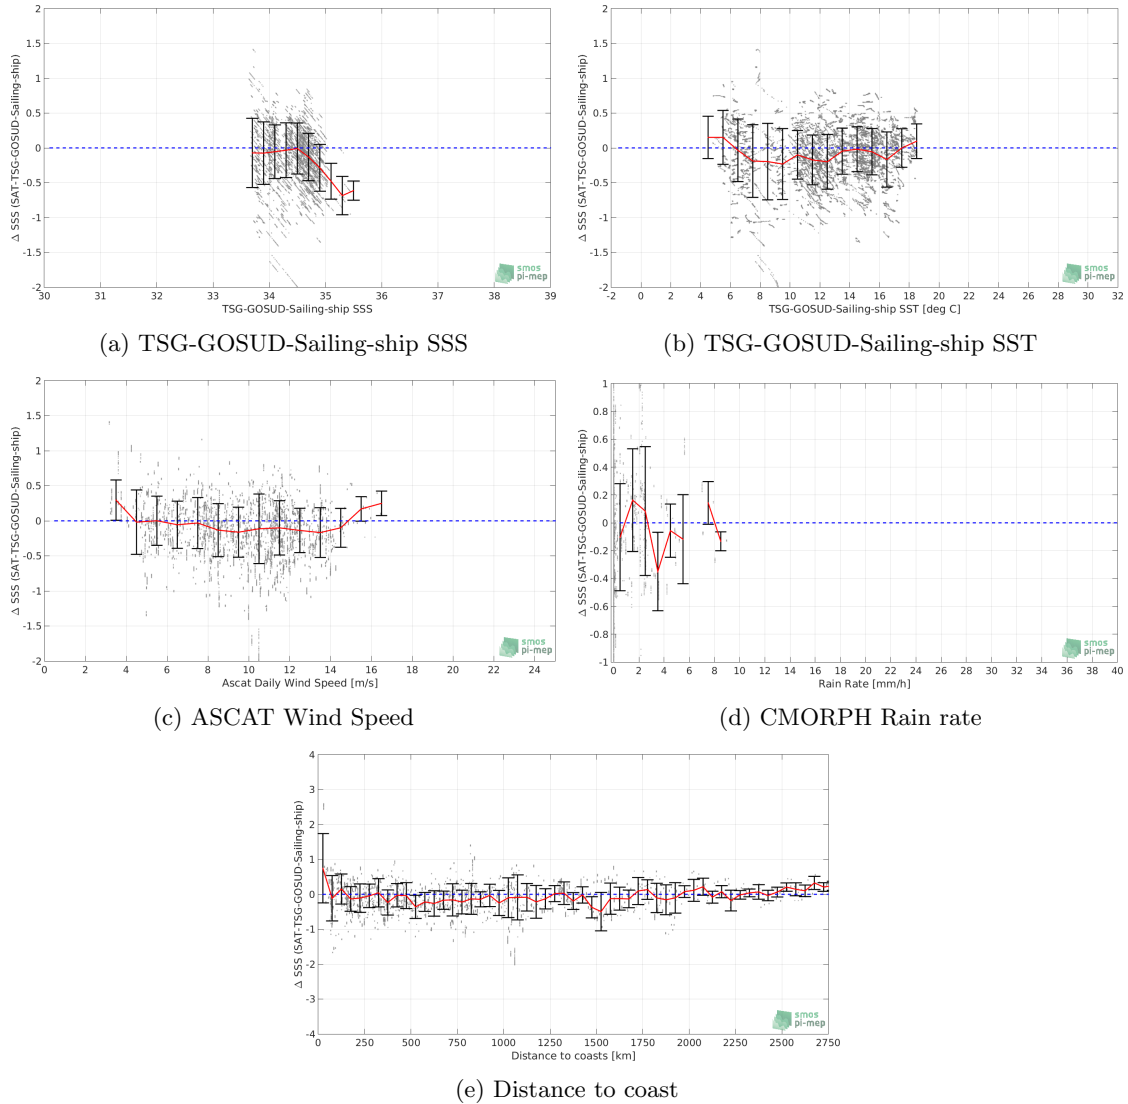 2
1.5
1
0.5
0
-0.5
-1
-1.5
-2
Δ SSS (SAT-TSG-GOSUD-Sailing-ship)
30 31 32 33 34 35 36 37 38 39
TSG-GOSUD-Sailing-ship SSS
smos
pi-mep
(a) TSG-GOSUD-Sailing-ship SSS
2
1.5
1
0.5
0
-0.5
-1
-1.5
-2
Δ SSS (SAT-TSG-GOSUD-Sailing-ship)
-2 0 2 4 6 8 10 12 14 16 18 20 22 24 26 28 30 32
TSG-GOSUD-Sailing-ship SST [deg C]
smos
pi-mep
(b) TSG-GOSUD-Sailing-ship SST
2
1.5
1
0.5
0
-0.5
-1
-1.5
-2
Δ SSS (SAT-TSG-GOSUD-Sailing-ship)
0 2 4 6 8 10 12 14 16 18 20 22 24
Ascat Daily Wind Speed [m/s]
smos
pi-mep
(c) ASCAT Wind Speed
1
0.8
0.6
0.4
0.2
0
-0.2
-0.4
-0.6
-0.8
-1
Δ SSS (SAT-TSG-GOSUD-Sailing-ship)
0 2 4 6 8 10 12 14 16 18 20 22 24 26 28 30 32 34 36 38 40
Rain Rate [mm/h]
smos
pi-mep
(d) CMORPH Rain rate
4
3
2
1
0
-1
-2
-3
-4
Δ SSS (SAT-TSG-GOSUD-Sailing-ship)
0 250 500 750 1000 1250 1500 1750 2000 2250 2500 2750
Distance to coasts [km]
smos
pi-mep
(e) Distance to coast